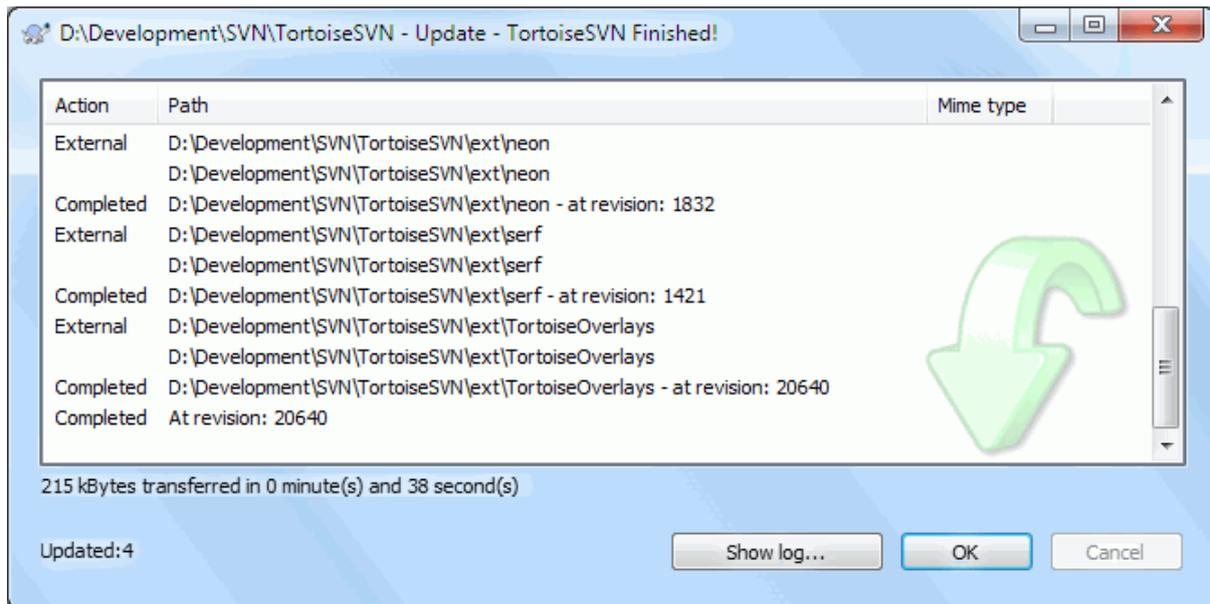 D:\Development\SVN\TortoiseSVN - Update - TortoiseSVN Finished!
Action Path Mime type
External D:\Development\SVN\TortoiseSVN\ext\neon
D:\Development\SVN\TortoiseSVN\ext\neon
Completed D:\Development\SVN\TortoiseSVN\ext\neon - at revision: 1832
External D:\Development\SVN\TortoiseSVN\ext\serf
D:\Development\SVN\TortoiseSVN\ext\serf
Completed D:\Development\SVN\TortoiseSVN\ext\serf - at revision: 1421
External D:\Development\SVN\TortoiseSVN\ext\TortoiseOverlays
D:\Development\SVN\TortoiseSVN\ext\TortoiseOverlays
Completed D:\Development\SVN\TortoiseSVN\ext\TortoiseOverlays - at revision: 20640
Completed At revision: 20640
215 kBytes transferred in 0 minute(s) and 38 second(s)
Updated:4
Show log... OK Cancel